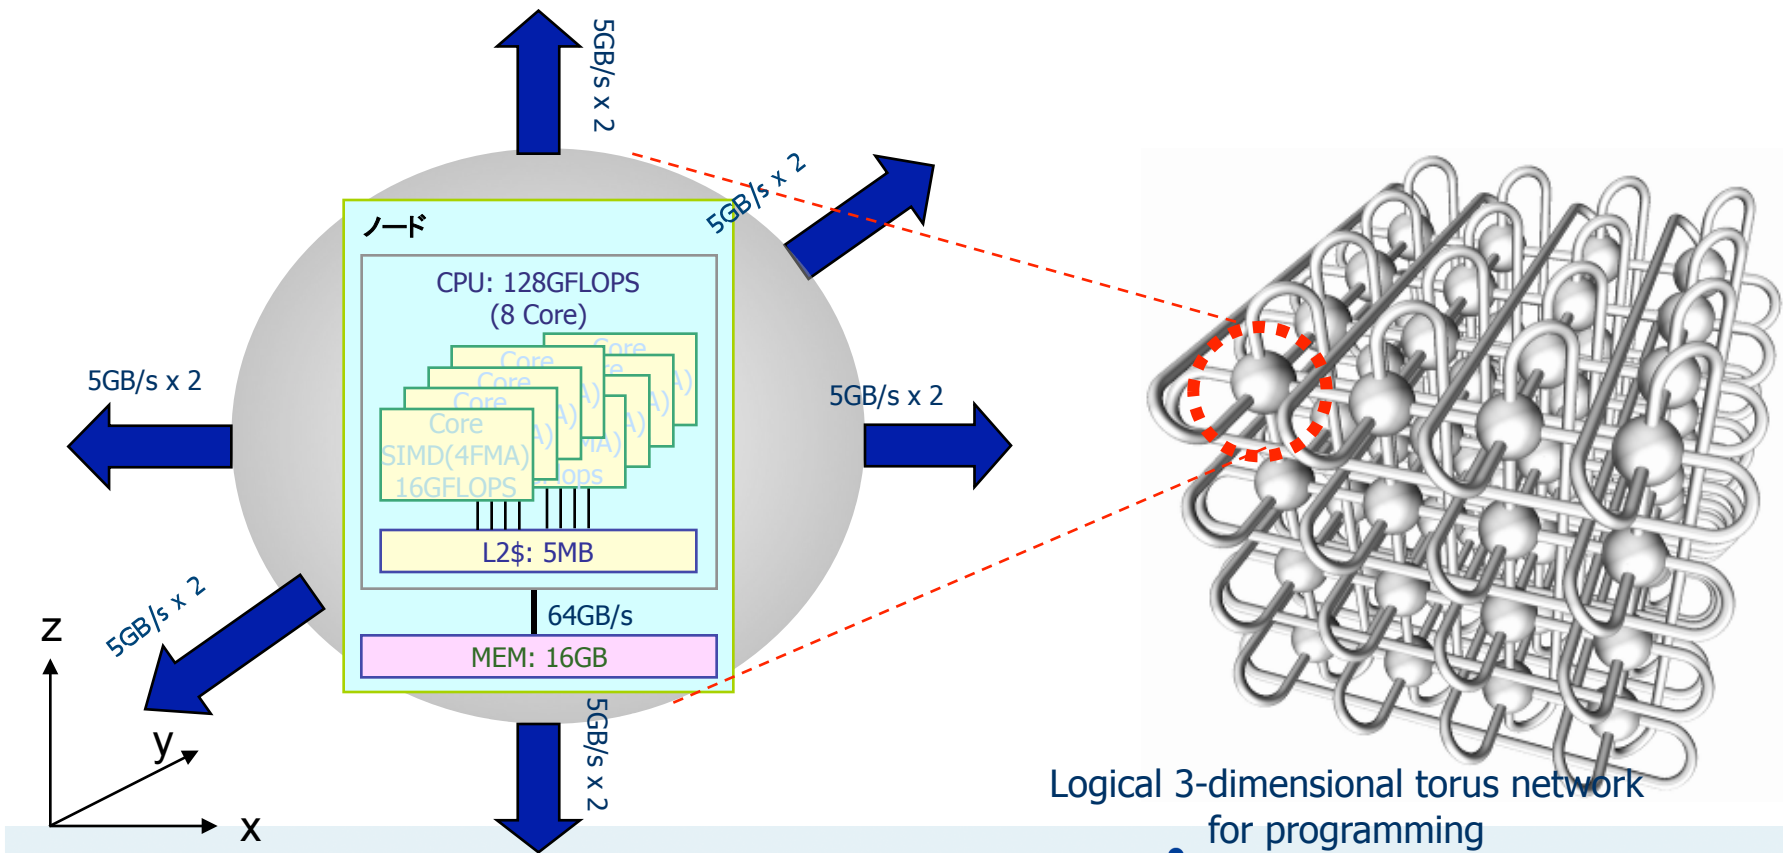 5GB/s x 2
5GB/s x 2
ノード
CPU: 128GFLOPS
(8 Core)
Core
Core
Core
Core
Core
SIMD(4FMA)
16GFLOPS
L2$: 5MB
64GB/s
MEM: 16GB
5GB/s x 2
5GB/s x 2
5GB/s x 2
5GB/s x 2
z
y
x
Logical 3-dimensional torus network
for programming